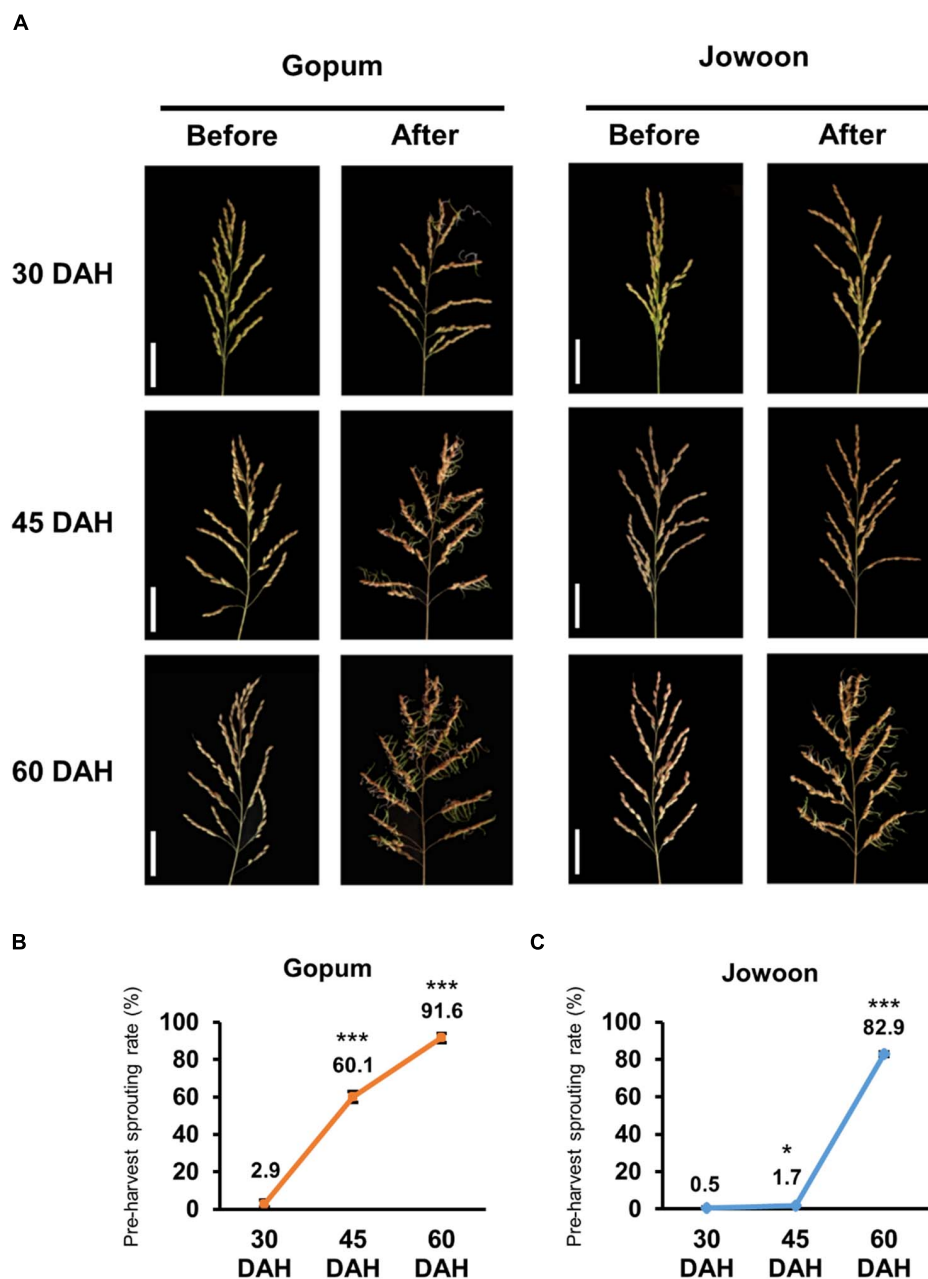 A
Gopum
Jowoon
Before
After
Before
After
30 DAH
45 DAH
60 DAH
B
Gopum
Pre-harvest sprouting rate (%)
100
80
60
40
20
0
2.9
***
60.1
***
91.6
30
DAH
45
DAH
60
DAH
C
Jowoon
Pre-harvest sprouting rate (%)
100
80
60
40
20
0
0.5
*
1.7
***
82.9
30
DAH
45
DAH
60
DAH